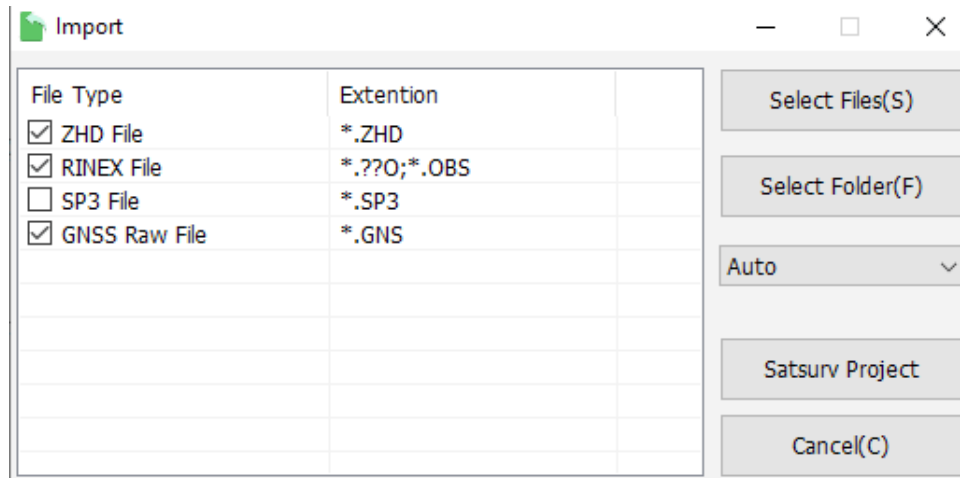 Import
File Type Extention
ZHD File *.ZHD
RINEX File *.??O;*.OBS
SP3 File *.SP3
GNSS Raw File *.GNS
Select Files(S)
Select Folder(F)
Auto
Satsurv Project
Cancel(C)